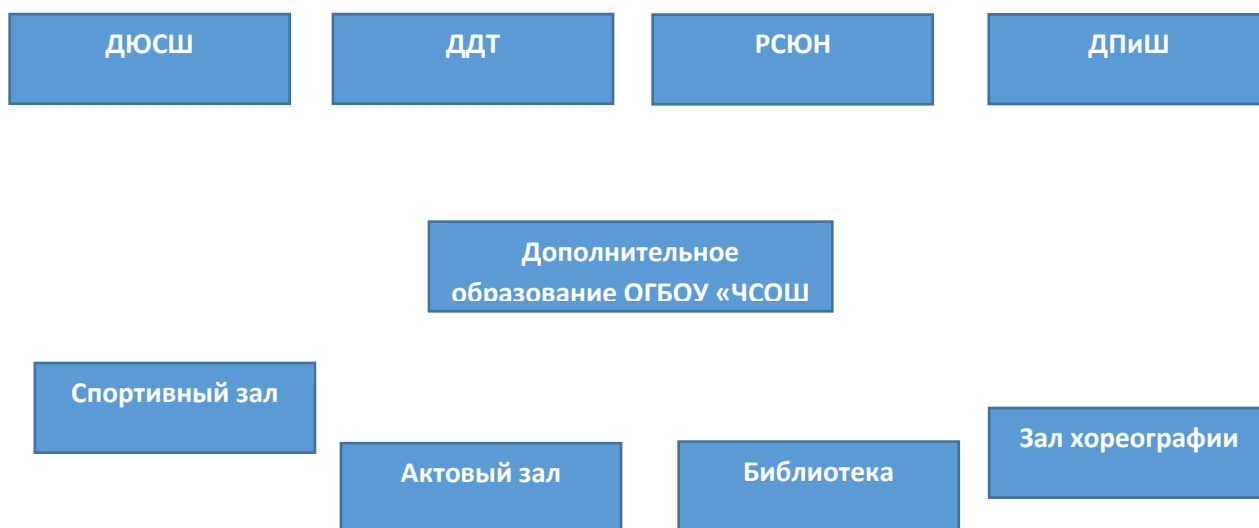 ДЮСШ
ДДТ
РСЮН
ДПиШ
Дополнительное
образование ОГБОУ «ЧСОШ
Спортивный зал
Зал хореографии
Актовый зал
Библиотека